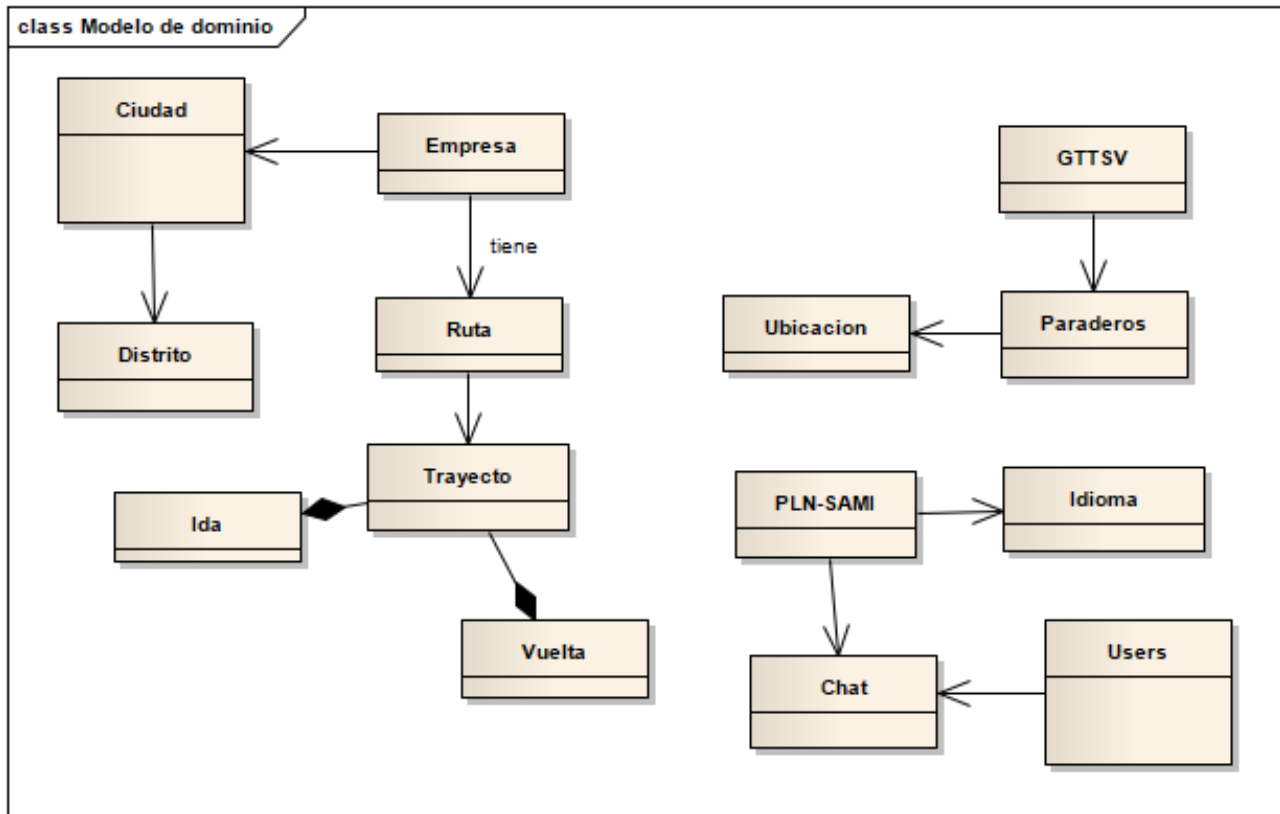 class Modelo de dominio
Ciudad
Empresa
GTTSV
tiene
Ubicacion
Paraderos
Ruta
Distrito
Trayecto
Ida
PLN-SAMI
Idioma
Vuelta
Chat
Users